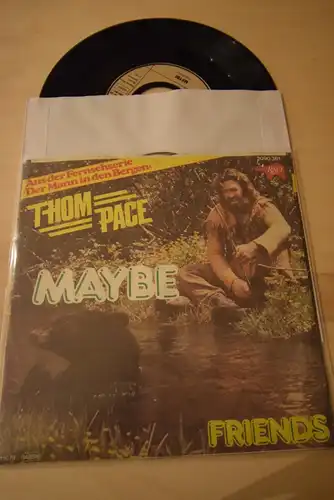 Aus der Fernsehserie
"Der Mann in den Bergen"
THOM
PACE
MAYBE
FRIENDS